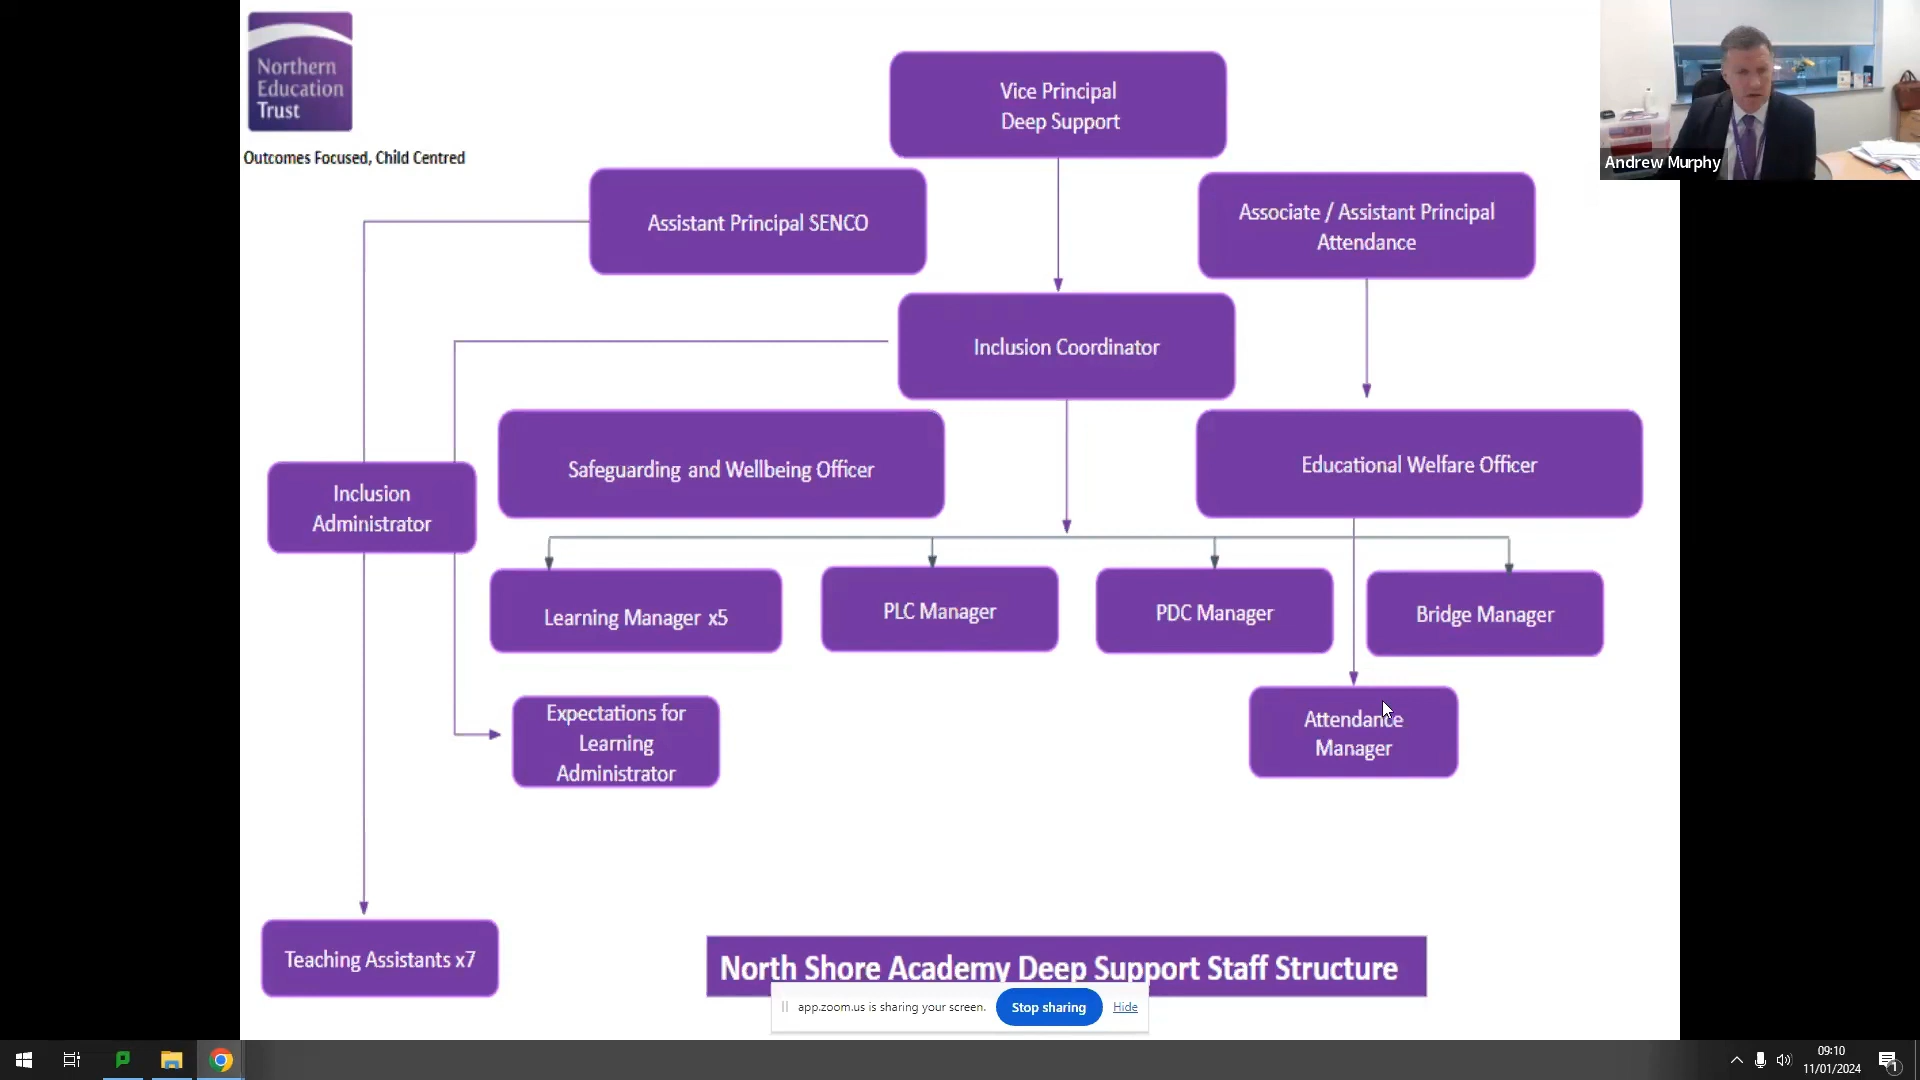 Northern
Education
Trust
Outcomes Focused, Child Centred
Vice Principal
Deep Support
Andrew Murphy
Assistant Principal SENCO
Associate / Assistant Principal
Attendance
Inclusion Coordinator
Safeguarding and Wellbeing Officer
Educational Welfare Officer
Inclusion
Administrator
Learning Manager x5
PLC Manager
PDC Manager
Bridge Manager
Expectations for
Learning
Administrator
Attendance
Manager
Teaching Assistants x7
North Shore Academy Deep Support Staff Structure
app.zoom.us is sharing your screen.
Stop sharing
Hide
09:10
11/01/2024
1